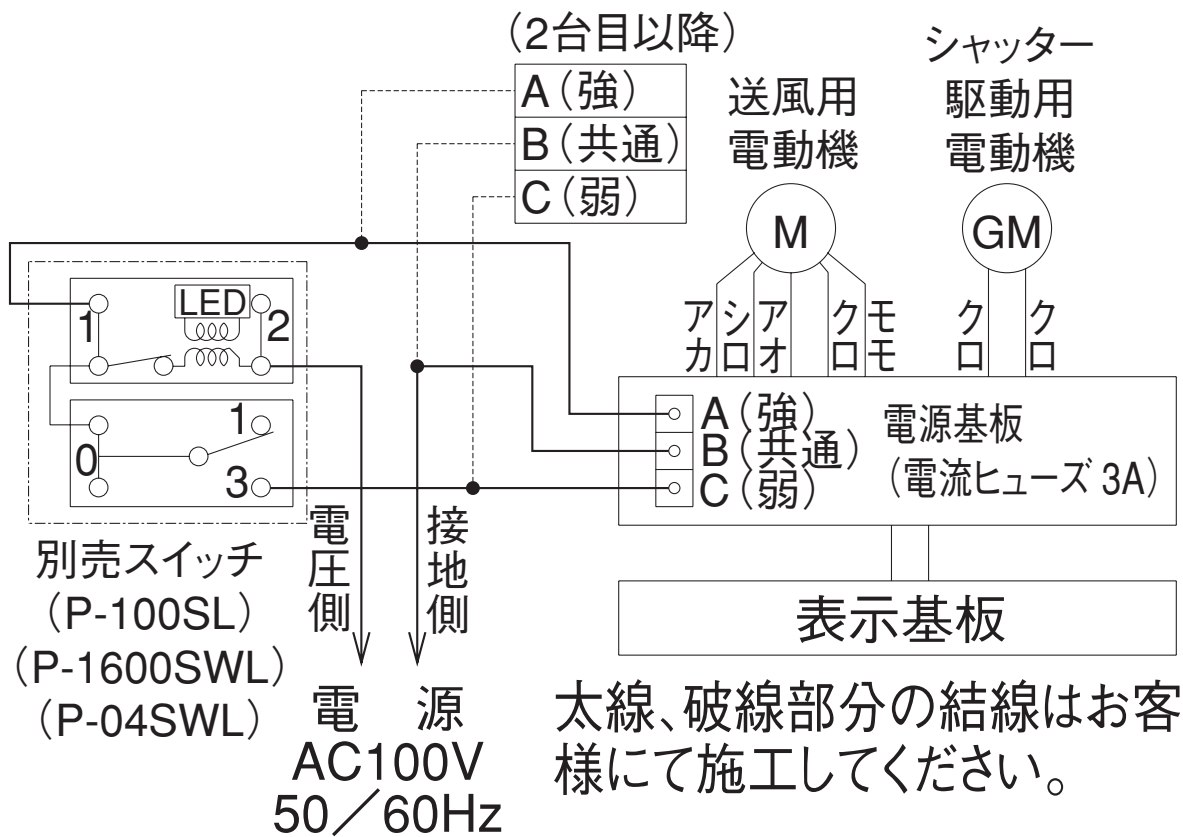 （2台目以降）
A（強）
B（共通）
C（弱）
送風用
電動機
シャッター
駆動用
電動機
M
GM
アカ
シロ
アオ
クロ
モモ
クロ
クロ
LED
1
2
1
0
3
A（強）
B（共通）
C（弱）
電源基板
（電流ヒューズ 3A）
表示基板
別売スイッチ
（P-100SL）
（P-1600SWL）
（P-04SWL）
電圧側
接地側
電　源
AC100V
50／60Hz
太線、破線部分の結線はお客
様にて施工してください。